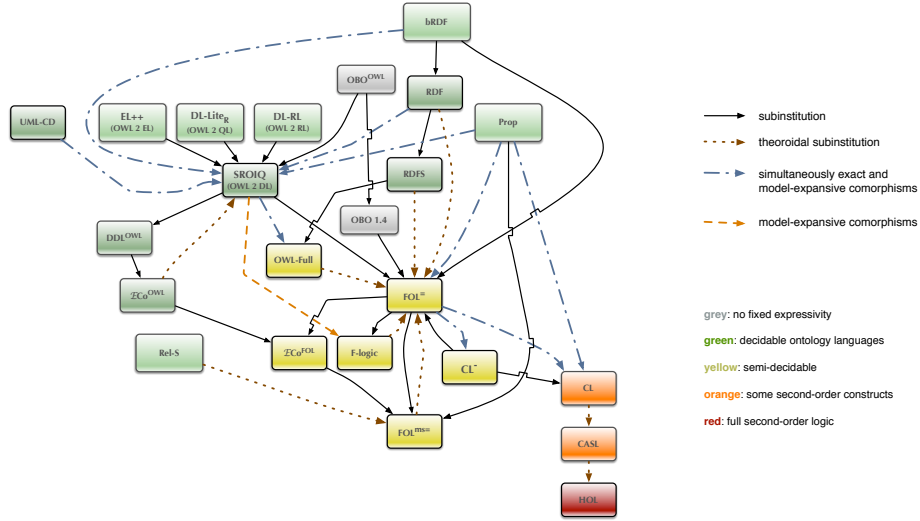 bRDF
OBO^OWL
RDF
UML-CD
EL++
(OWL 2 EL)
DL-Lite_R
(OWL 2 QL)
DL-RL
(OWL 2 RL)
Prop
SROIQ
(OWL 2 DL)
RDFS
OBO 1.4
DDL^OWL
OWL-Full
ECo^OWL
FOL^=
Rel-S
ECo^FOL
F-logic
CL^-
CL
FOL^ms=
CASL
HOL
subinstitution
theoroidal subinstitution
simultaneously exact and
model-expansive comorphisms
model-expansive comorphisms
grey: no fixed expressivity
green: decidable ontology languages
yellow: semi-decidable
orange: some second-order constructs
red: full second-order logic